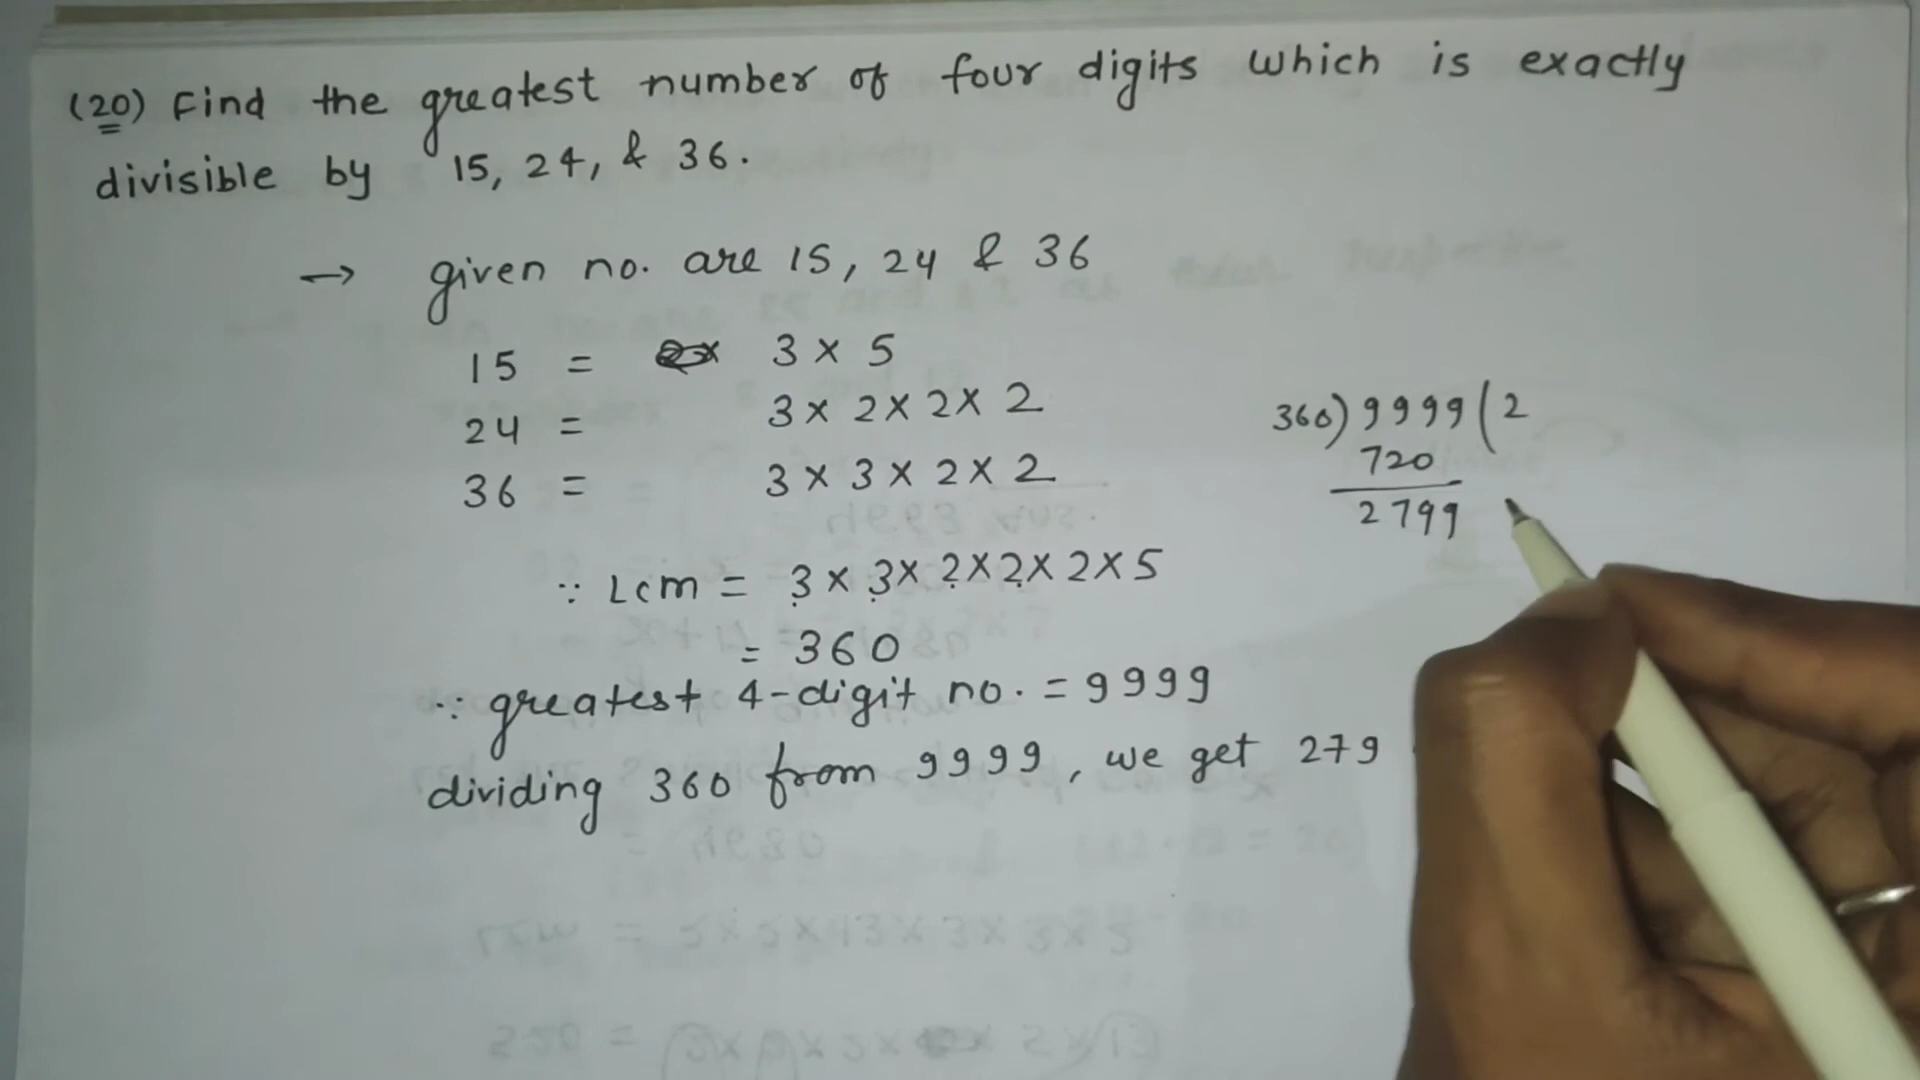 (20) Find the greatest number of four digits which is exactly
divisible by 15, 24, & 36.
→ given no. are 15, 24 & 36
15 = 3 × 5
24 = 3 × 2 × 2 × 2
36 = 3 × 3 × 2 × 2
360) 9999 ( 2
720
2799
∵ LCM = 3 × 3 × 2 × 2 × 2 × 5
= 360
∵ greatest 4-digit no. = 9999
dividing 360 from 9999, we get 279